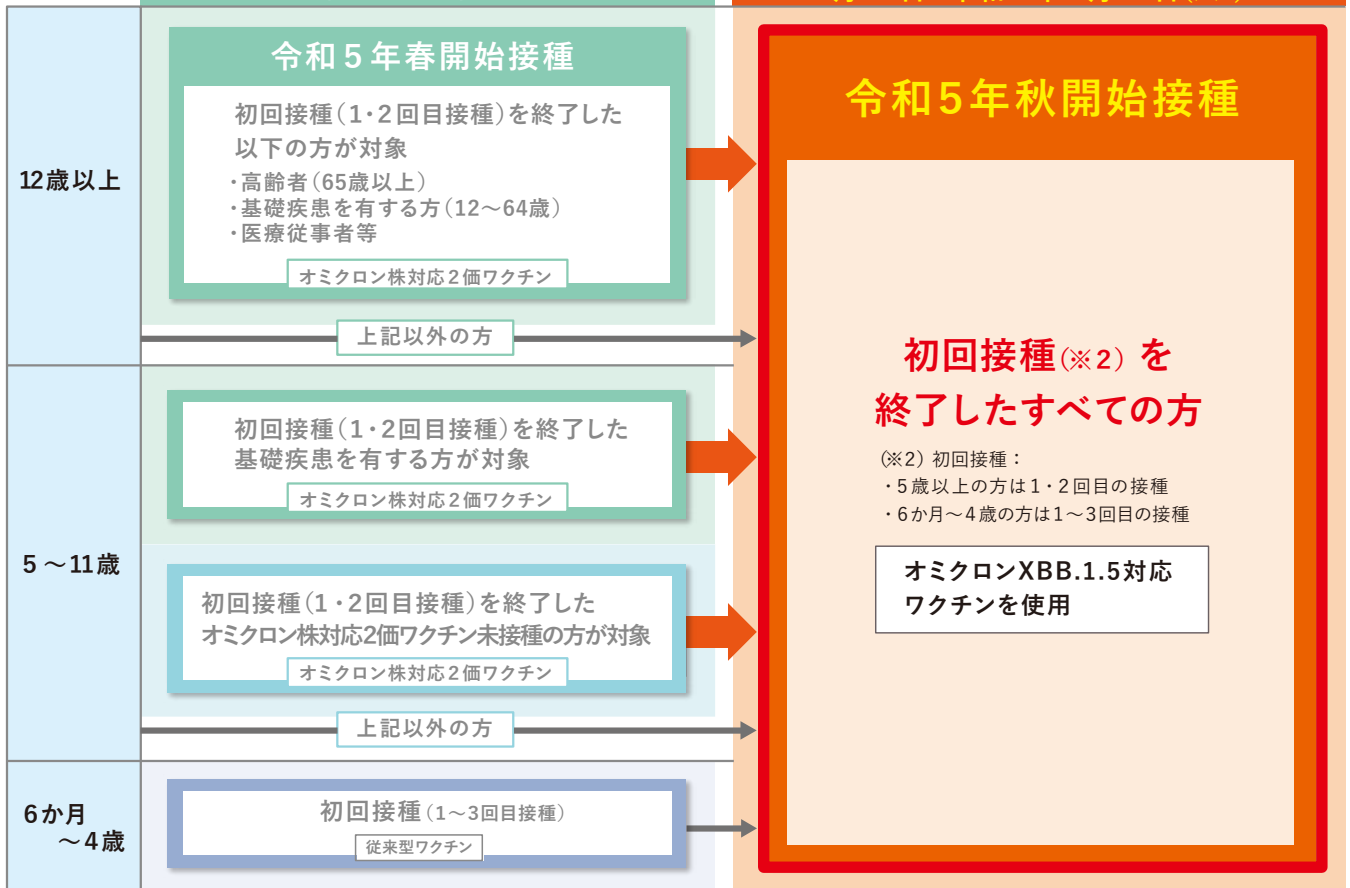 12歳以上
令和5年春開始接種
初回接種(1・2回目接種)を終了した
以下の方が対象
・高齢者(65歳以上)
・基礎疾患を有する方(12～64歳)
・医療従事者等
オミクロン株対応2価ワクチン
上記以外の方
5～11歳
初回接種(1・2回目接種)を終了した
基礎疾患を有する方が対象
オミクロン株対応2価ワクチン
初回接種(1・2回目接種)を終了した
オミクロン株対応2価ワクチン未接種の方が対象
オミクロン株対応2価ワクチン
上記以外の方
6か月
～4歳
初回接種(1～3回目接種)
従来型ワクチン
令和5年秋開始接種
初回接種(※2)を
終了したすべての方
(※2)初回接種：
・5歳以上の方は1・2回目の接種
・6か月～4歳の方は1～3回目の接種
オミクロンXBB.1.5対応
ワクチンを使用